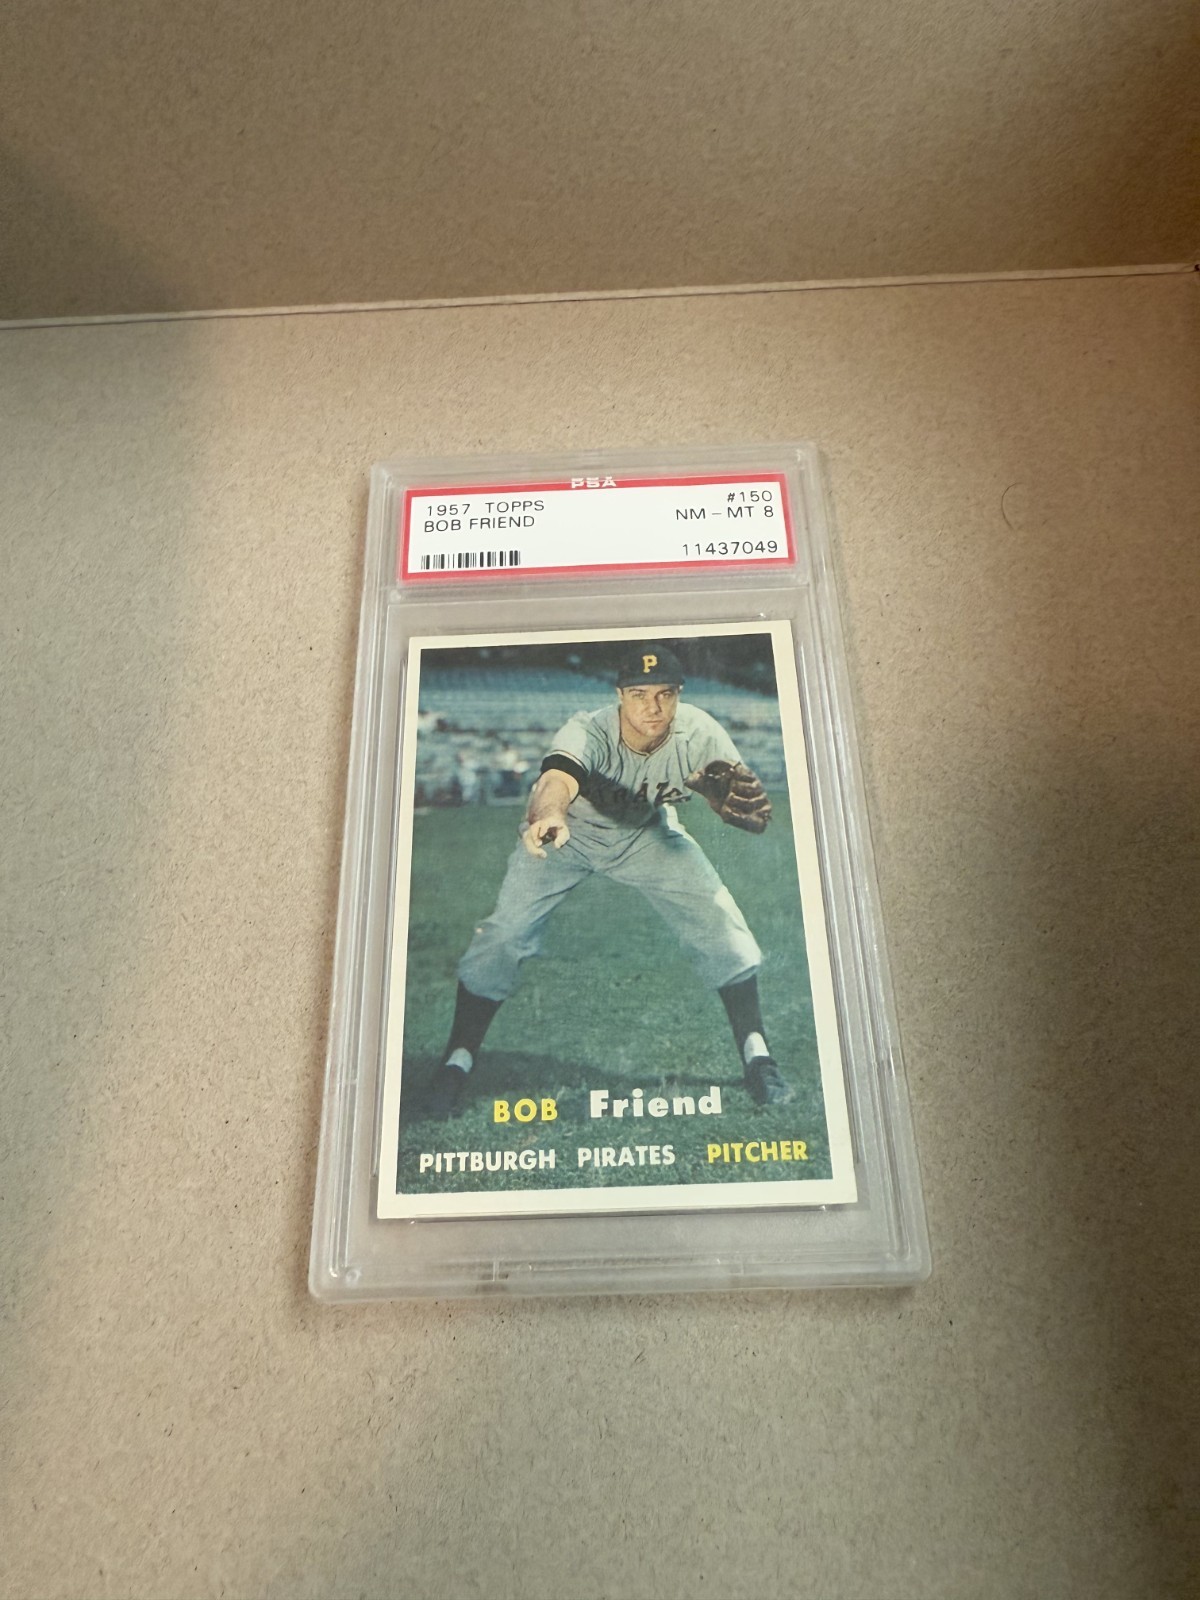 PSA
1957 TOPPS #150
BOB FRIEND NM - MT 8
11437049
P
BOB Friend
PITTBURGH PIRATES PITCHER